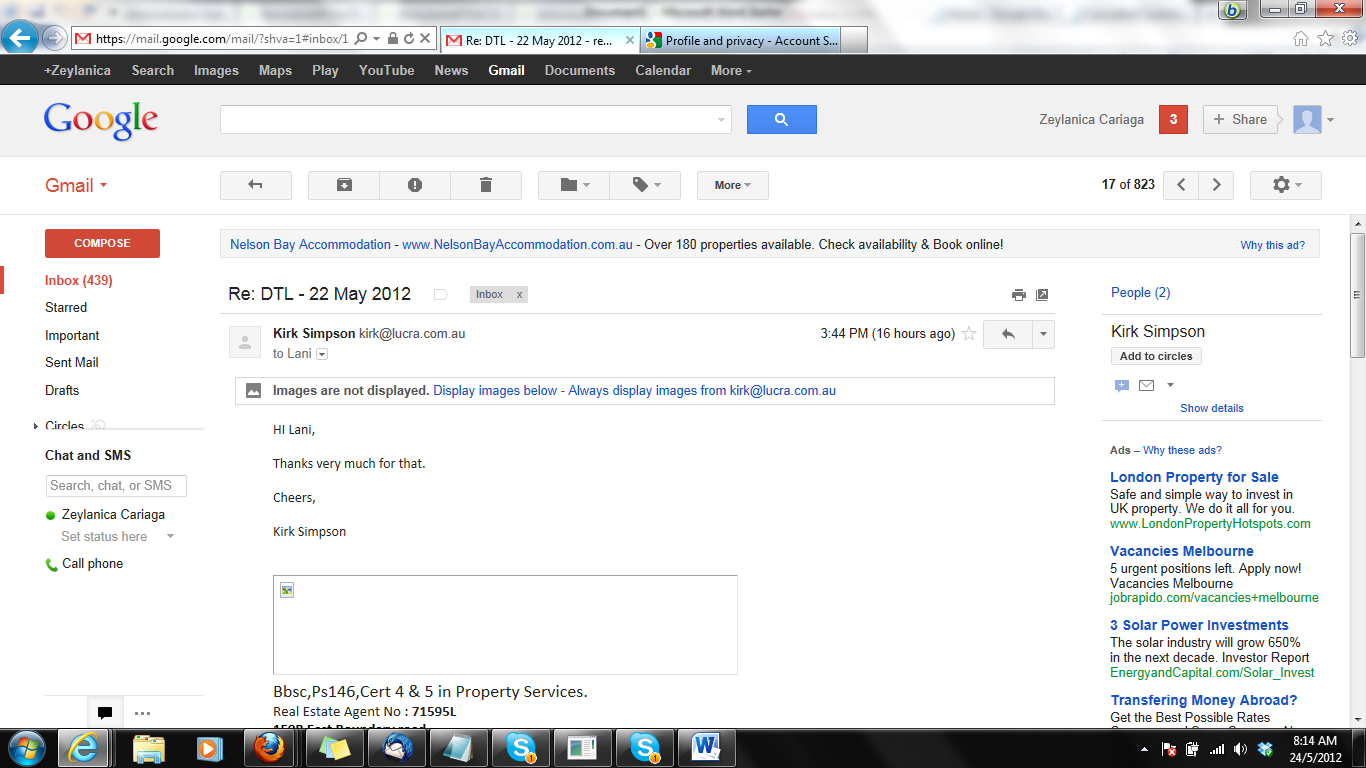 https://mail.google.com/mail/?shva=1#inbox/1
Re: DTL - 22 May 2012 - re...
Profile and privacy - Account S...
+Zeylanica Search Images Maps Play YouTube News Gmail Documents Calendar More
Google
Zeylanica Cariaga 3 + Share
Gmail
More
17 of 823
COMPOSE
Nelson Bay Accommodation - www.NelsonBayAccommodation.com.au - Over 180 properties available. Check availability & Book online!
Why this ad?
Inbox (439)
Starred
Important
Sent Mail
Drafts
Circles
Chat and SMS
Search, chat, or SMS
Zeylanica Cariaga
Set status here
Call phone
Re: DTL - 22 May 2012
Inbox x
Kirk Simpson kirk@lucra.com.au
3:44 PM (16 hours ago)
to Lani
Images are not displayed. Display images below - Always display images from kirk@lucra.com.au
HI Lani,
Thanks very much for that.
Cheers,
Kirk Simpson
Bbsc,Ps146,Cert 4 & 5 in Property Services.
Real Estate Agent No : 71595L
People (2)
Kirk Simpson
Add to circles
Show details
Ads – Why these ads?
London Property for Sale
Safe and simple way to invest in
UK property. We do it all for you.
www.LondonPropertyHotspots.com
Vacancies Melbourne
5 urgent positions left. Apply now!
Vacancies Melbourne
jobrapido.com/vacancies+melbourne
3 Solar Power Investments
The solar industry will grow 650%
in the next decade. Investor Report
EnergyandCapital.com/Solar_Invest
Transfering Money Abroad?
Get the Best Possible Rates
8:14 AM
24/5/2012